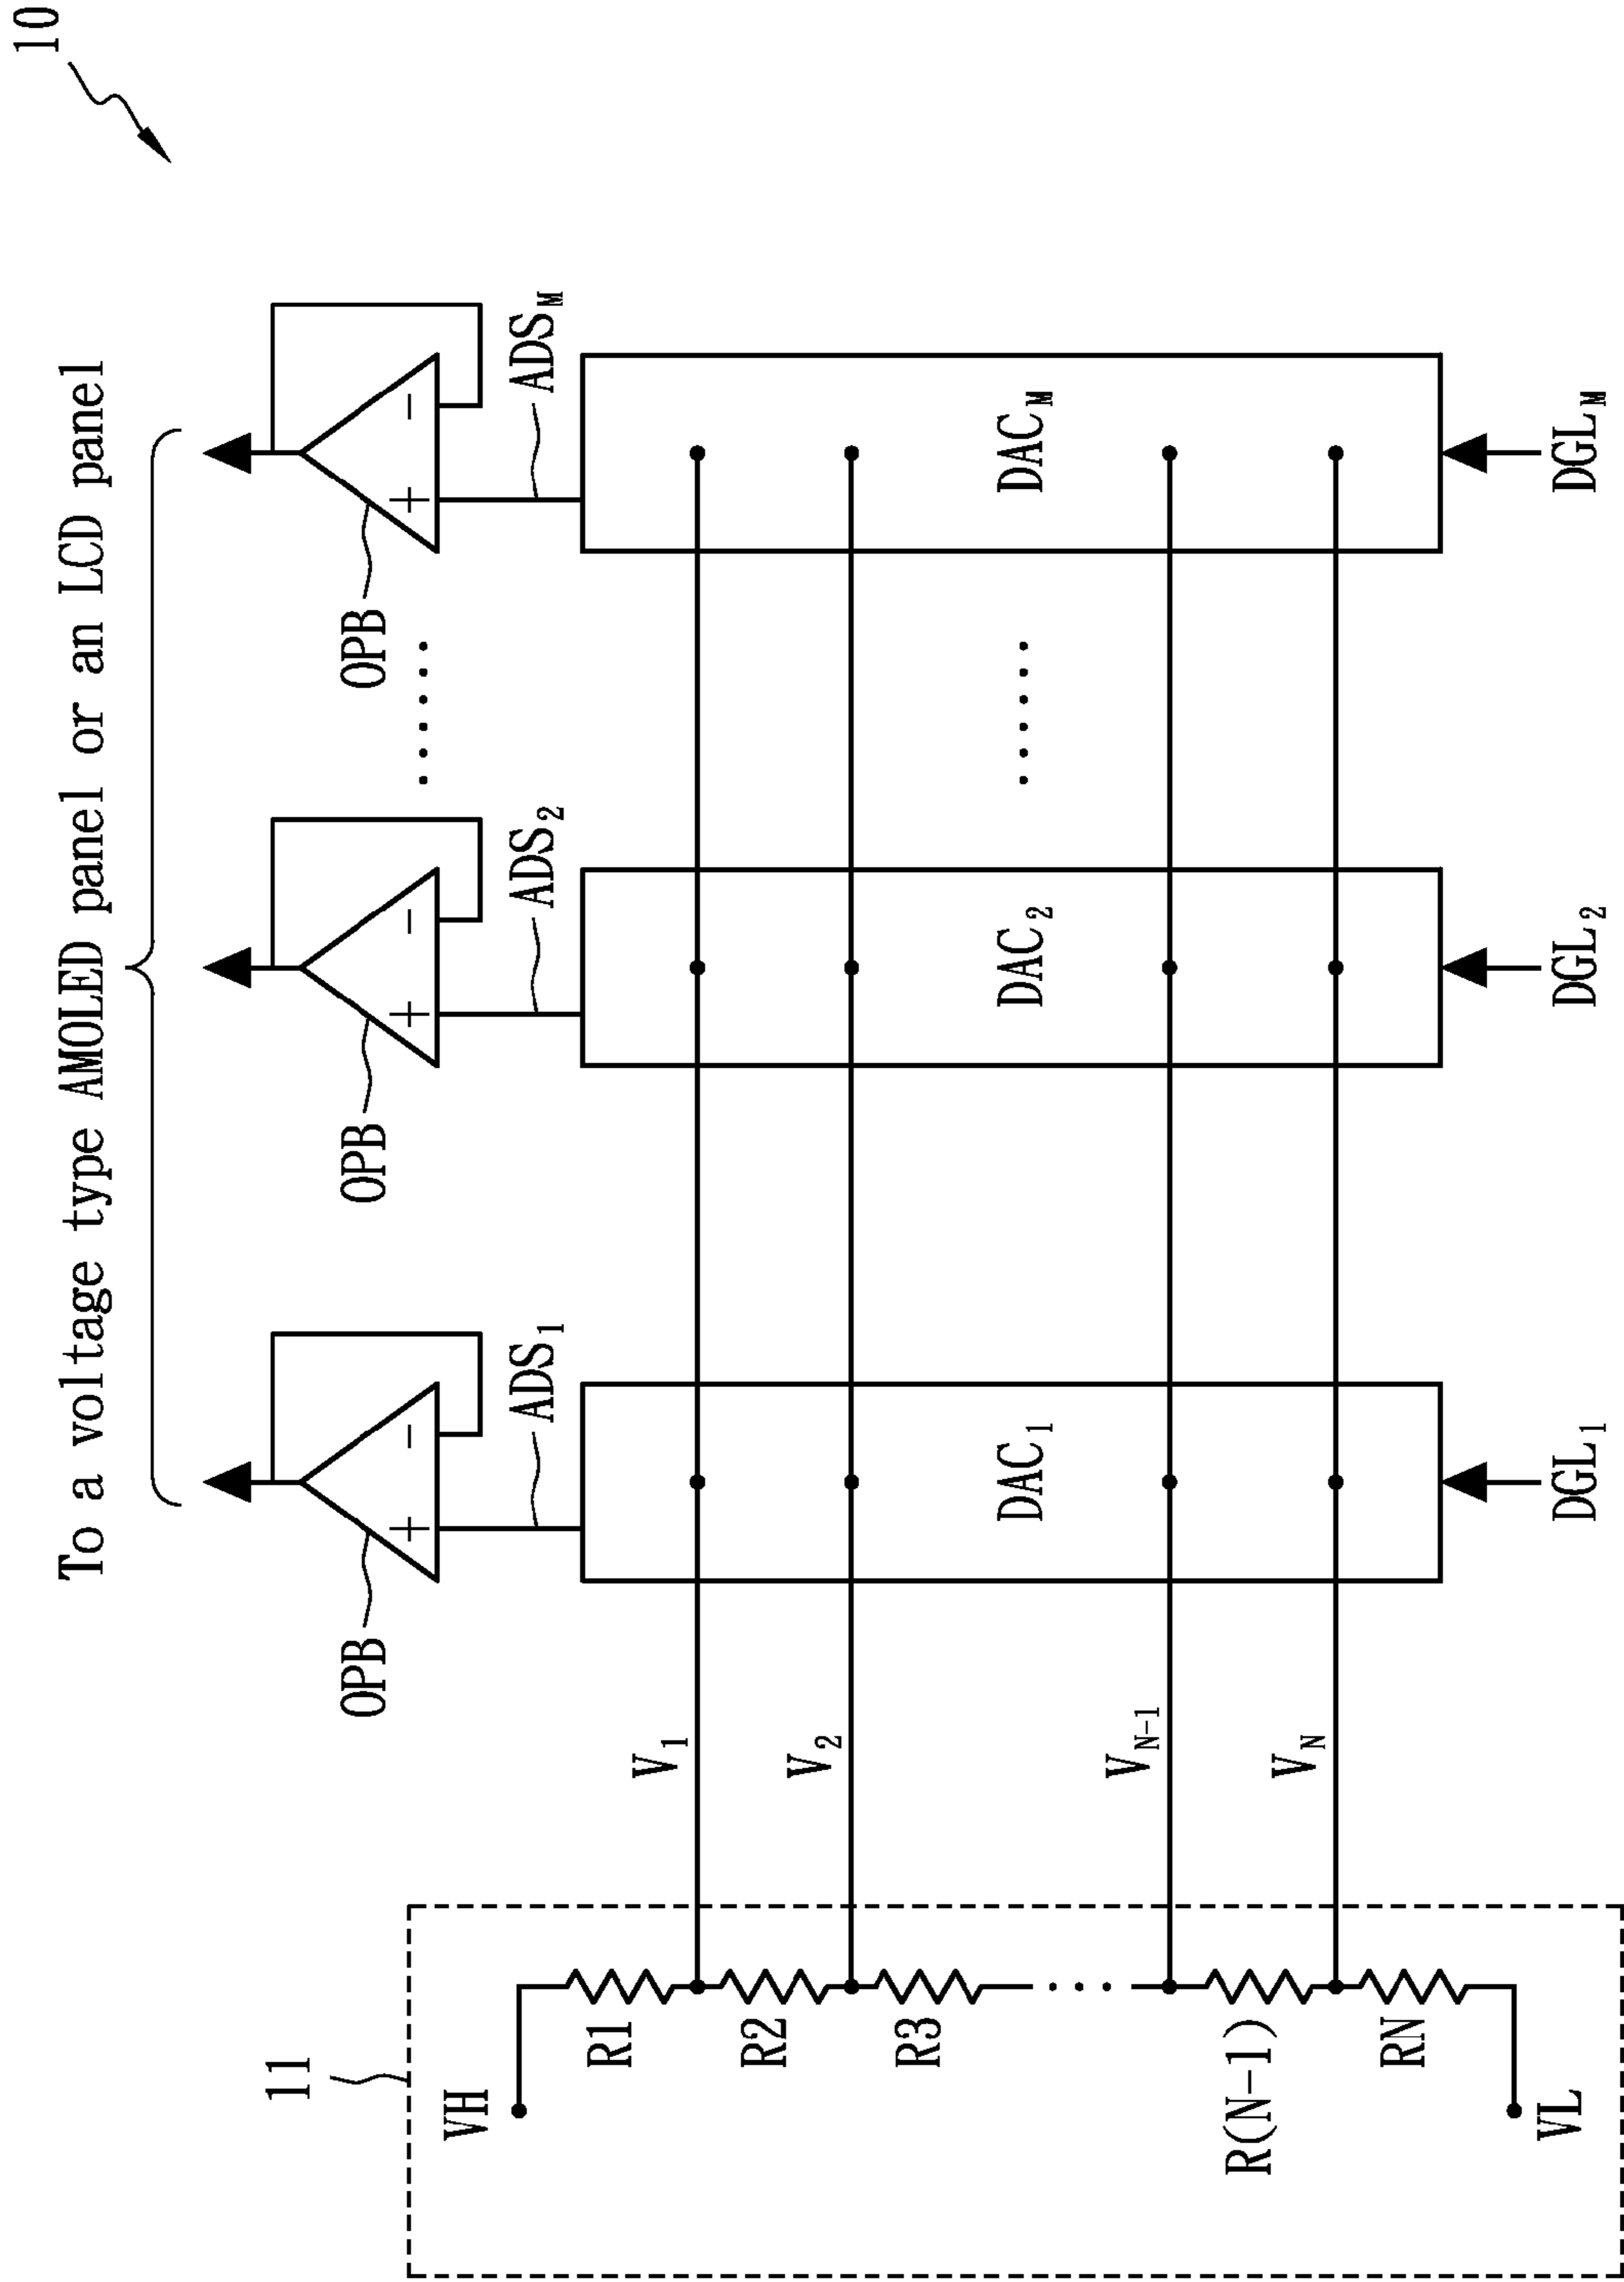 10
To a voltage type AMOLED panel or an LCD panel
OPB
OPB
OPB
ADS1
ADS2
ADSM
+ -
+ -
+ -
......
......
DAC1
DAC2
DACM
DGL1
DGL2
DGLM
V1
V2
VN-1
VN
11
VH
R1
R2
R3
...
R(N-1)
RN
VL